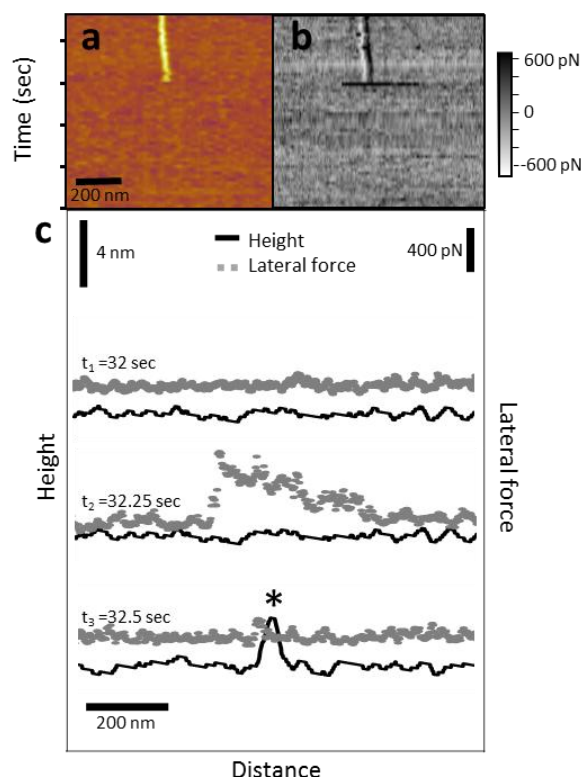 a
b
Time (sec)
200 nm
600 pN
0
--600 pN
c
4 nm
Height
Lateral force
400 pN
t1 =32 sec
t2 =32.25 sec
*
t3 =32.5 sec
200 nm
Height
Lateral force
Distance